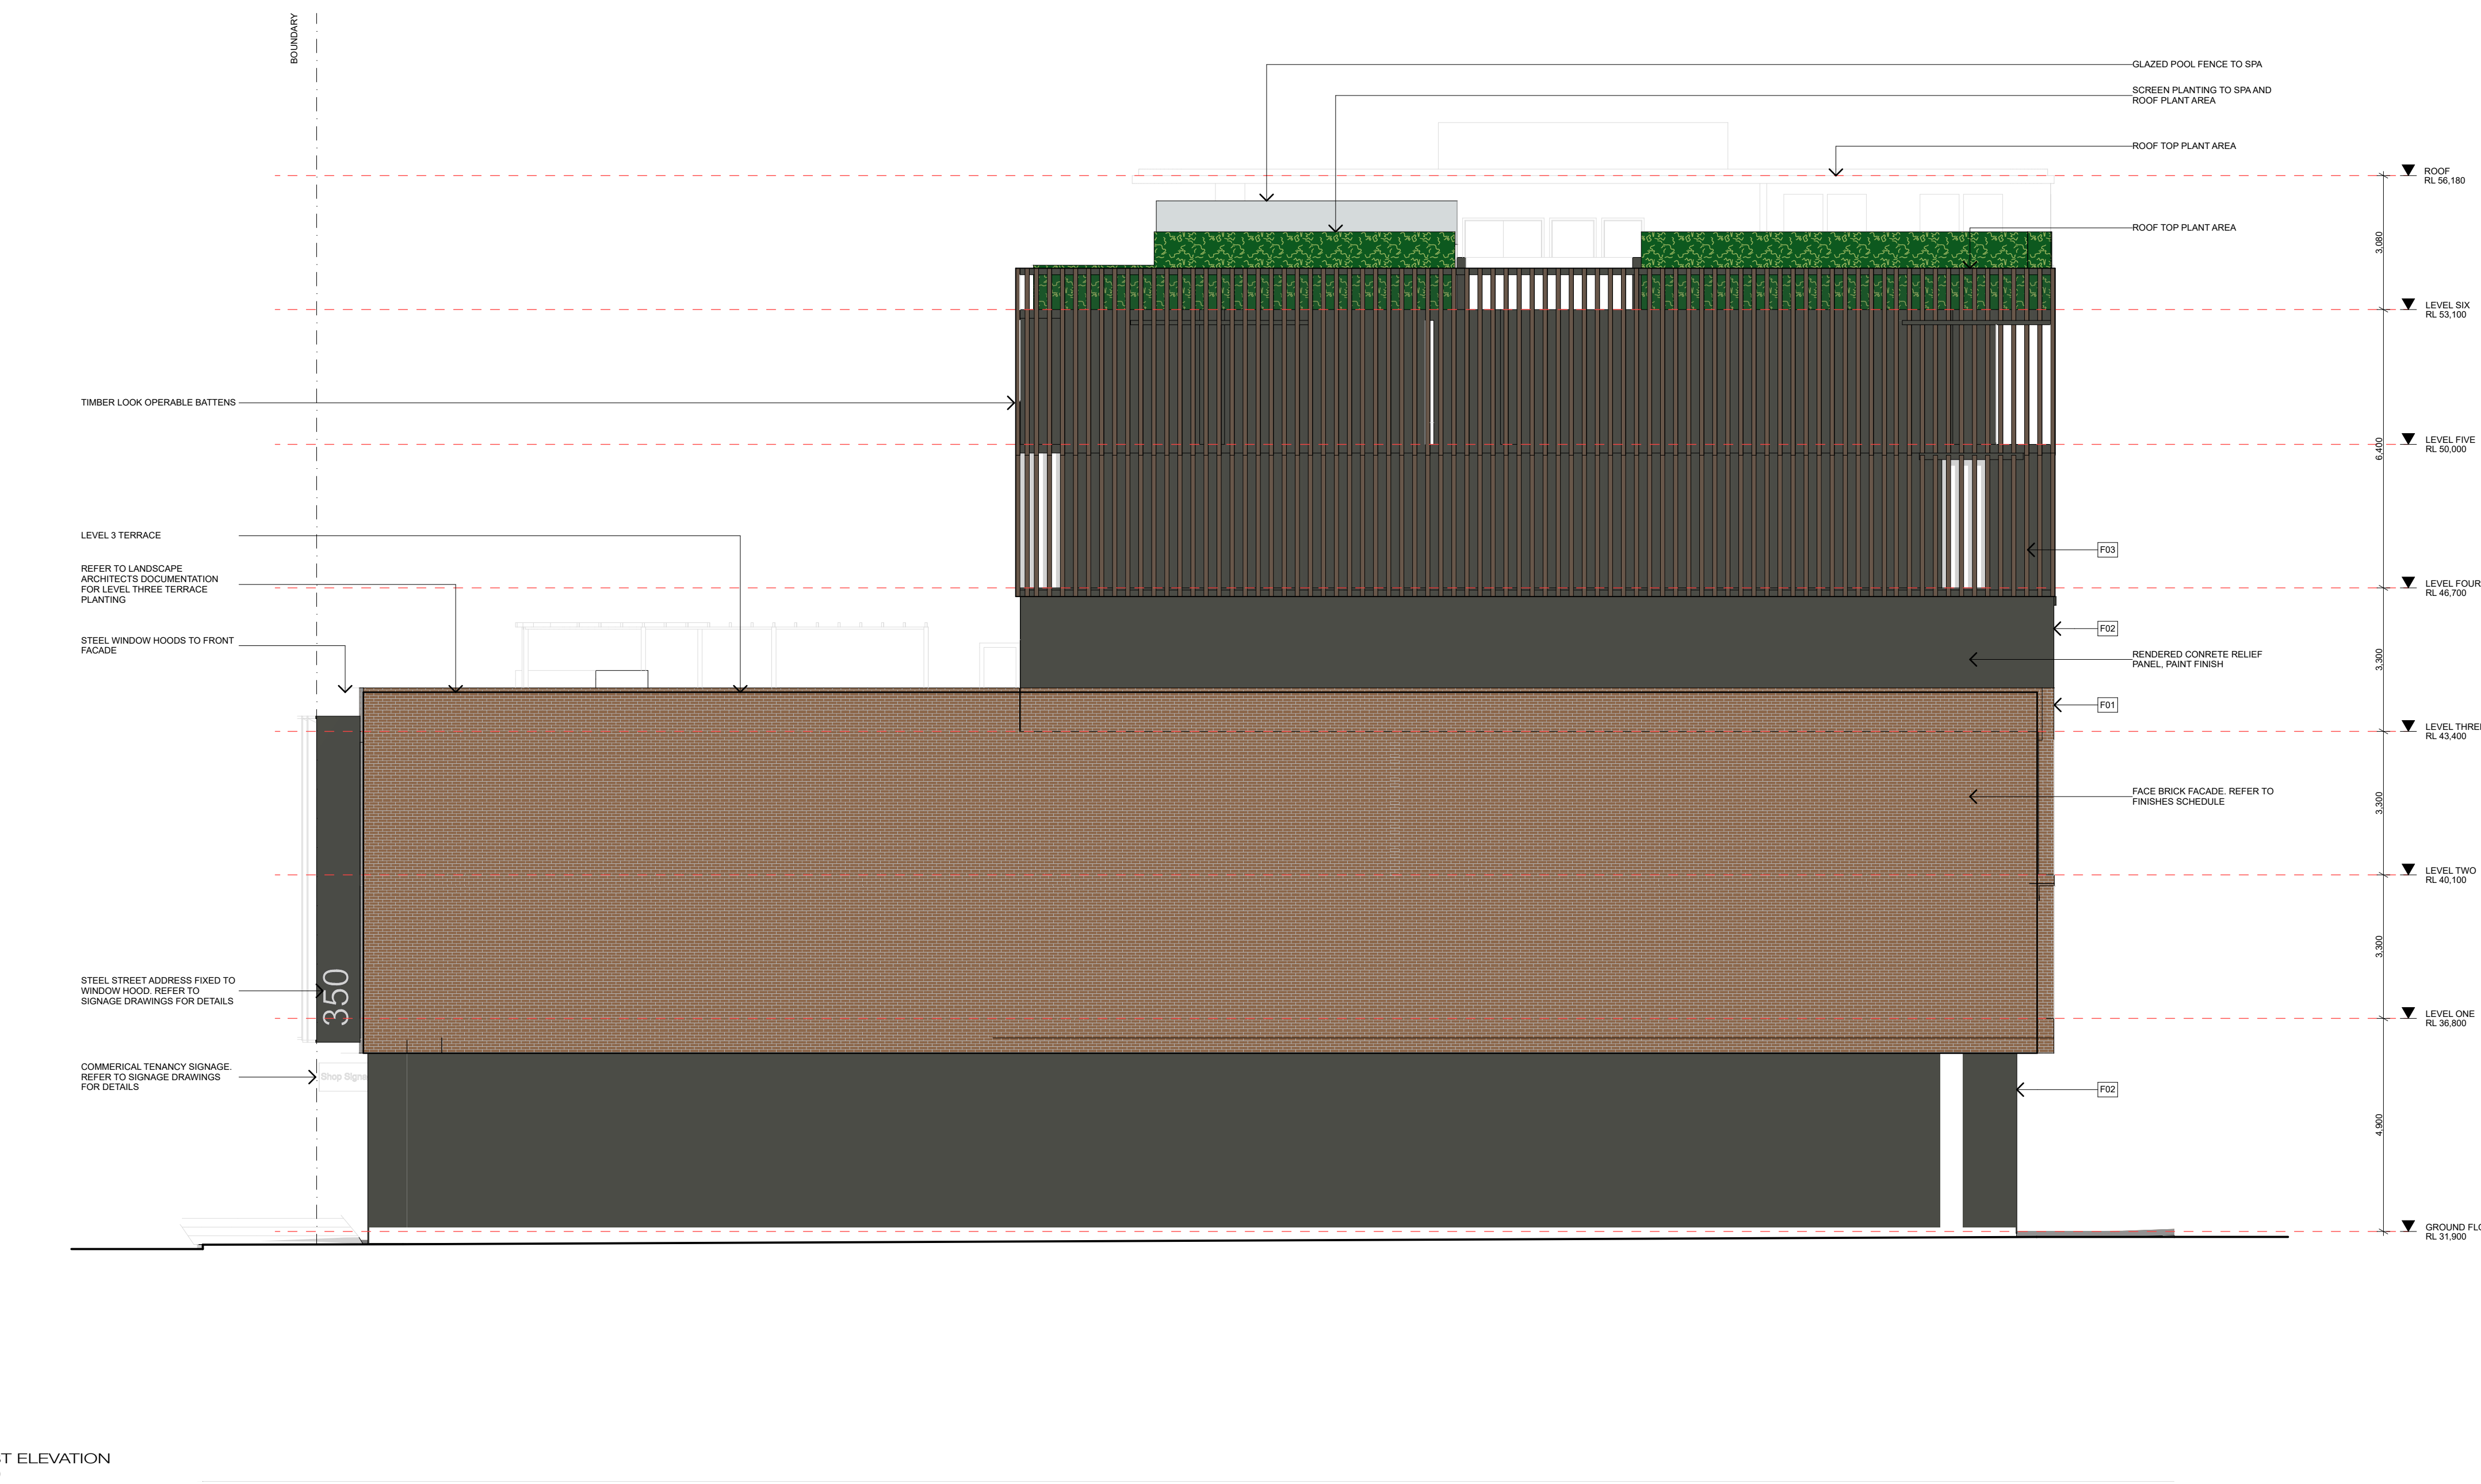 BOUNDARY
GLAZED POOL FENCE TO SPA
SCREEN PLANTING TO SPA AND
ROOF PLANT AREA
ROOF TOP PLANT AREA
ROOF
RL 56,180
ROOF TOP PLANT AREA
3,080
LEVEL SIX
RL 53,100
TIMBER LOOK OPERABLE BATTENS
LEVEL FIVE
RL 50,000
6,400
LEVEL 3 TERRACE
F03
REFER TO LANDSCAPE
ARCHITECTS DOCUMENTATION
FOR LEVEL THREE TERRACE
PLANTING
LEVEL FOUR
RL 46,700
STEEL WINDOW HOODS TO FRONT
FACADE
F02
RENDERED CONRETE RELIEF
PANEL, PAINT FINISH
3,300
F01
LEVEL THREE
RL 43,400
FACE BRICK FACADE. REFER TO
FINISHES SCHEDULE
3,300
LEVEL TWO
RL 40,100
3,300
STEEL STREET ADDRESS FIXED TO
WINDOW HOOD. REFER TO
SIGNAGE DRAWINGS FOR DETAILS
350
LEVEL ONE
RL 36,800
COMMERICAL TENANCY SIGNAGE.
REFER TO SIGNAGE DRAWINGS
FOR DETAILS
Shop Signa
F02
4,900
GROUND FLO
RL 31,900
ST ELEVATION